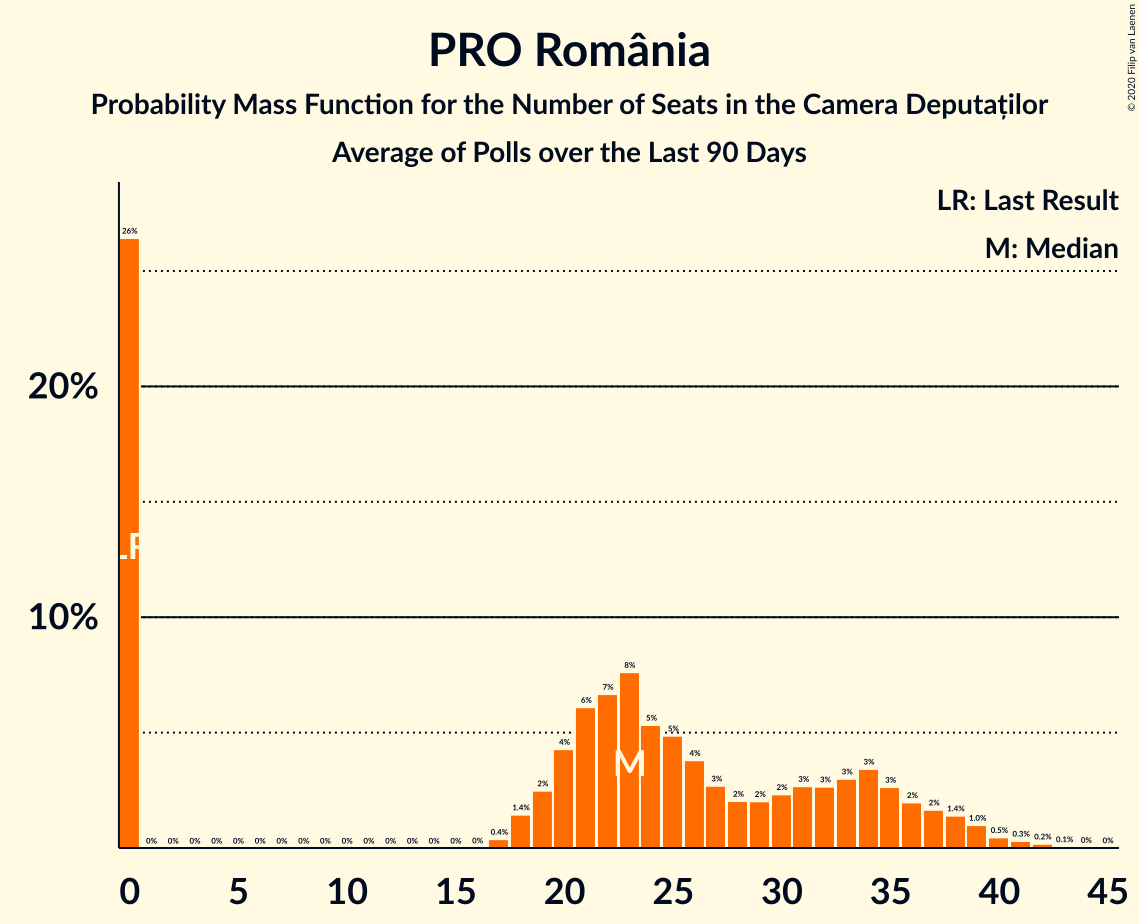 PRO România
Probability Mass Function for the Number of Seats in the Camera Deputaților
Average of Polls over the Last 90 Days
© 2020 Filip van Laenen
LR: Last Result
M: Median
26%
20%
10%
LR
M
0% 0% 0% 0% 0% 0% 0% 0% 0% 0% 0% 0% 0% 0% 0% 0% 0.4% 1.4% 2% 4% 6% 7% 8% 5% 5% 4% 3% 2% 2% 2% 3% 3% 3% 3% 3% 2% 2% 1.4% 1.0% 0.5% 0.3% 0.2% 0.1% 0% 0%
0 5 10 15 20 25 30 35 40 45